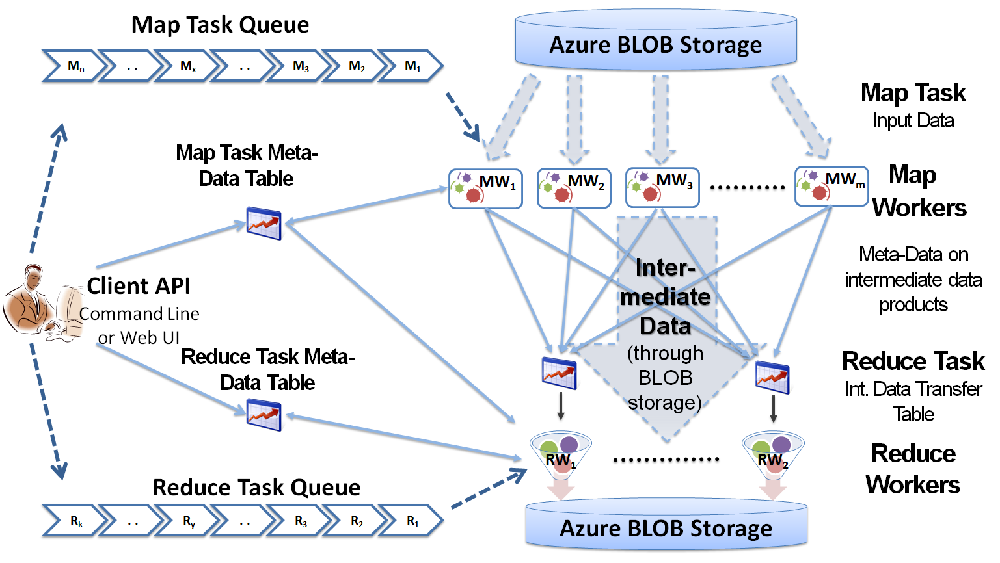 Map Task Queue
Mn
. .
Mx
. .
M3
M2
M1
Azure BLOB Storage
Map Task
Input Data
Map Task Meta-
Data Table
MW1
MW2
MW3
MWm
Map
Workers
Meta-Data on
intermediate data
products
Client API
Command Line
or Web UI
Inter-
mediate
Data
(through
BLOB
storage)
Reduce Task Meta-
Data Table
Reduce Task
Int. Data Transfer
Table
RW1
RW2
Reduce
Workers
Reduce Task Queue
Rk
. .
Ry
. .
R3
R2
R1
Azure BLOB Storage